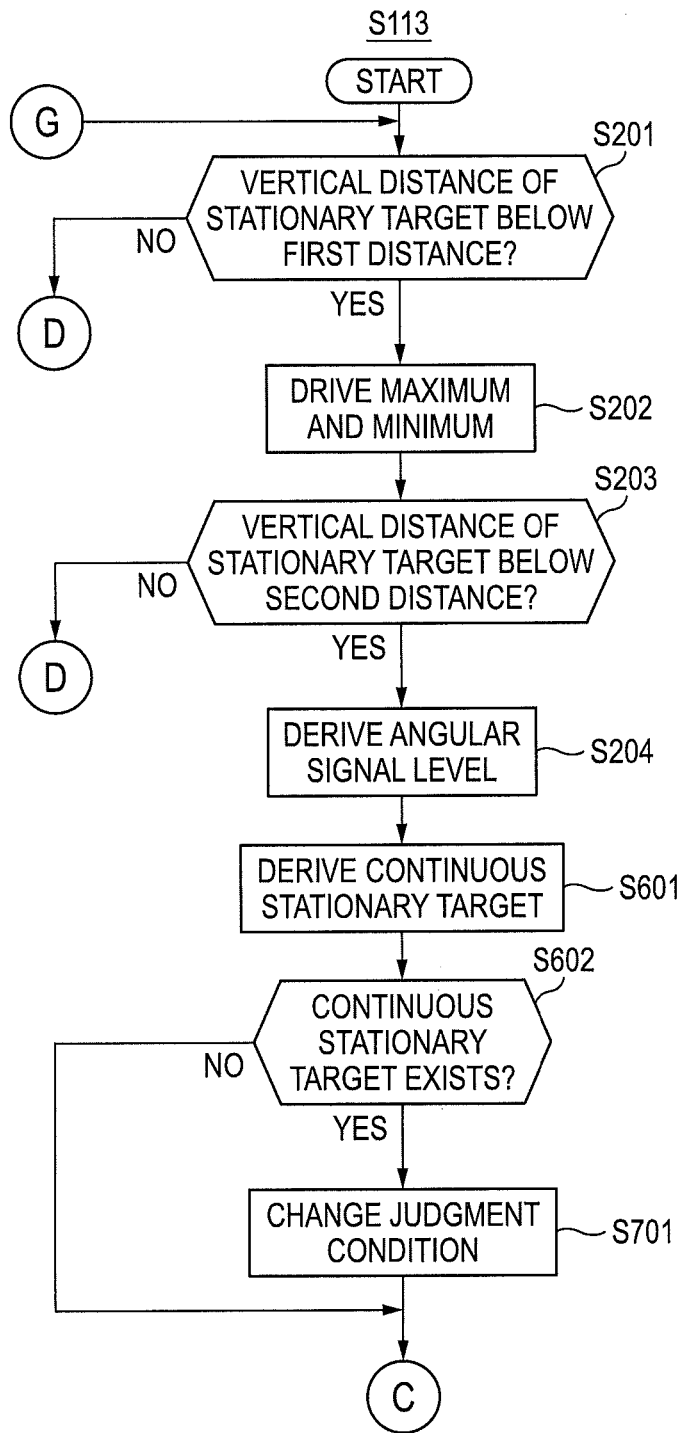 S113
START
G
S201
VERTICAL DISTANCE OF
STATIONARY TARGET BELOW
FIRST DISTANCE?
NO
D
YES
DRIVE MAXIMUM
AND MINIMUM
S202
S203
VERTICAL DISTANCE OF
STATIONARY TARGET BELOW
SECOND DISTANCE?
NO
D
YES
DERIVE ANGULAR
SIGNAL LEVEL
S204
DERIVE CONTINUOUS
STATIONARY TARGET
S601
S602
CONTINUOUS
STATIONARY
TARGET EXISTS?
NO
YES
CHANGE JUDGMENT
CONDITION
S701
C